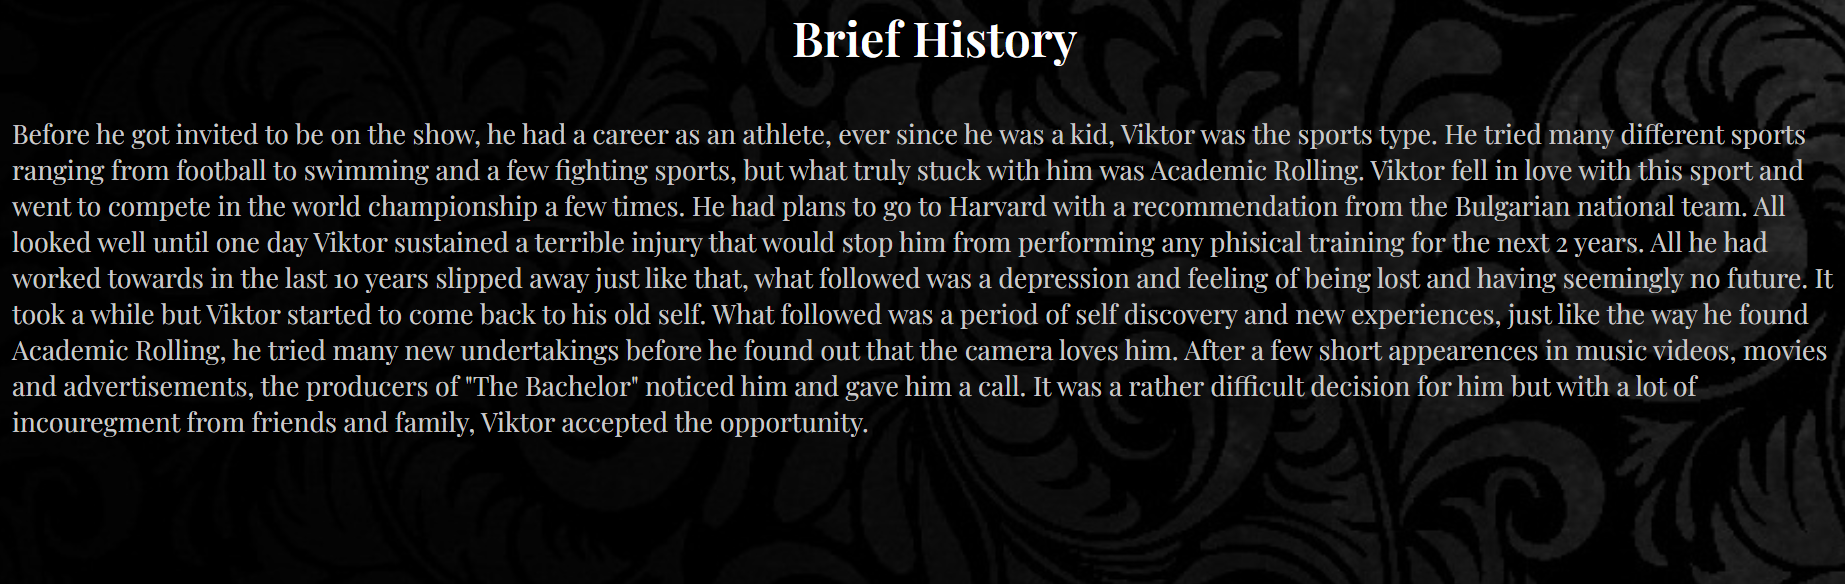 Brief History
Before he got invited to be on the show, he had a career as an athlete, ever since he was a kid, Viktor was the sports type. He tried many different sports
ranging from football to swimming and a few fighting sports, but what truly stuck with him was Academic Rolling. Viktor fell in love with this sport and
went to compete in the world championship a few times. He had plans to go to Harvard with a recommendation from the Bulgarian national team. All
looked well until one day Viktor sustained a terrible injury that would stop him from performing any phisical training for the next 2 years. All he had
worked towards in the last 10 years slipped away just like that, what followed was a depression and feeling of being lost and having seemingly no future. It
took a while but Viktor started to come back to his old self. What followed was a period of self discovery and new experiences, just like the way he found
Academic Rolling, he tried many new undertakings before he found out that the camera loves him. After a few short appearences in music videos, movies
and advertisements, the producers of "The Bachelor" noticed him and gave him a call. It was a rather difficult decision for him but with a lot of
incouregment from friends and family, Viktor accepted the opportunity.